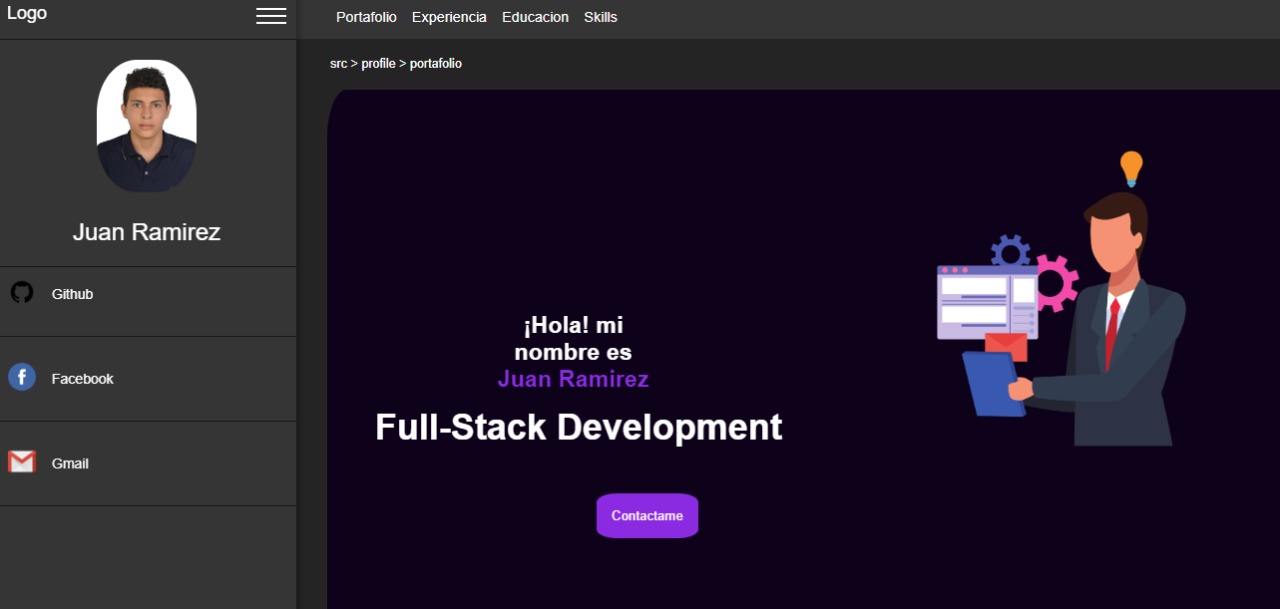 Logo
Portafolio Experiencia Educacion Skills
src > profile > portafolio
Juan Ramirez
Github
Facebook
Gmail
¡Hola! mi
nombre es
Juan Ramirez
Full-Stack Development
Contactame